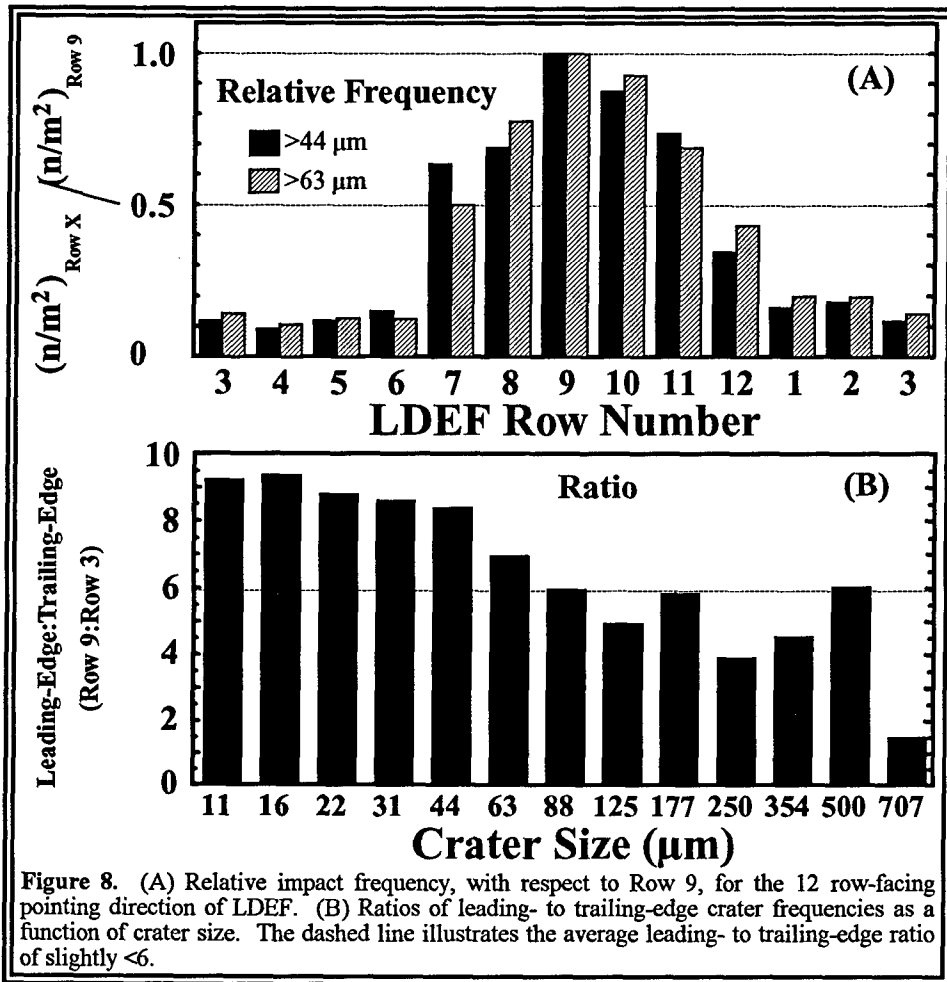 (n/m²)Row X / (n/m²)Row 9
1.0
0.5
0
Relative Frequency
>44 µm
>63 µm
(A)
3 4 5 6 7 8 9 10 11 12 1 2 3
LDEF Row Number
Leading-Edge:Trailing-Edge
(Row 9:Row 3)
10
8
6
4
2
0
Ratio
(B)
11 16 22 31 44 63 88 125 177 250 354 500 707
Crater Size (µm)
Figure 8. (A) Relative impact frequency, with respect to Row 9, for the 12 row-facing
pointing direction of LDEF. (B) Ratios of leading- to trailing-edge crater frequencies as a
function of crater size. The dashed line illustrates the average leading- to trailing-edge ratio
of slightly <6.